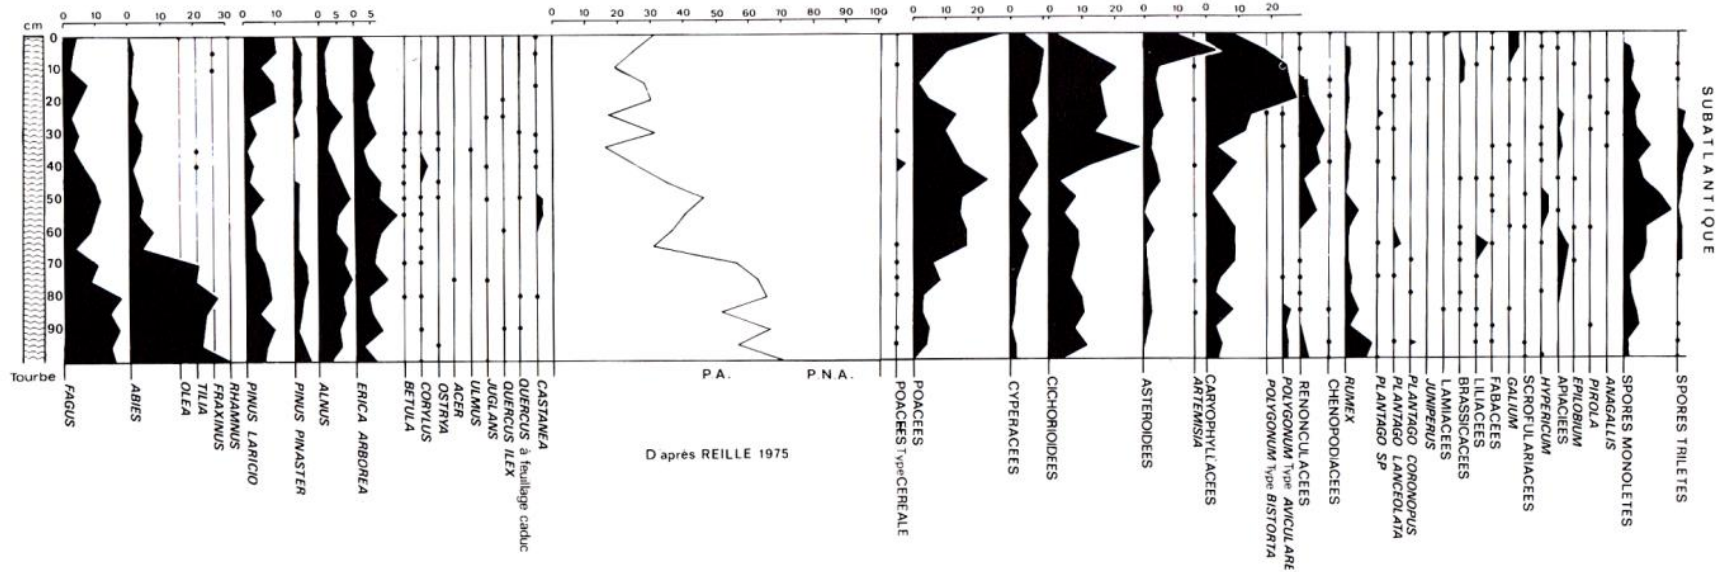 cm 0 10 20 0 10 20 30 0 10 0 5 0 5 0 10 20 30 40 50 60 70 80 90 100 0 10 20 30 0 10 0 10 20 30 0 10 0 10 20
0
10
20
30
40
50
60
70
80
90
Tourbe
FAGUS
ABIES
OLEA
TILIA
FRAXINUS
RHAMNUS
PINUS LARICIO
PINUS PINASTER
ALNUS
ERICA ARBOREA
BETULA
CORYLUS
OSTRYA
ACER
ULMUS
JUGLANS
QUERCUS ILEX
QUERCUS à feuillage caduc
CASTANEA
P.A.
P.N.A.
D après REILLE 1975
POACEES Type CEREALE
POACEES
CYPERACEES
CICHORIOIDEES
ASTEROIDEES
ARTEMISIA
CARYOPHYLLACEES
POLYGONUM Type BISTORTA
POLYGONUM Type AVICULARE
RENONCULACEES
CHENOPODIACEES
RUMEX
PLANTAGO SP
PLANTAGO LANCEOLATA
PLANTAGO CORONOPUS
JUNIPERUS
LAMIACEES
BRASSICACEES
LILIACEES
FABACEES
GALIUM
SCROFULARIACEES
HYPERICUM
APIACIEES
EPILOBIUM
PIROLA
ANAGALLIS
SPORES MONOLETES
SPORES TRILETES
SUBATLANTIQUE